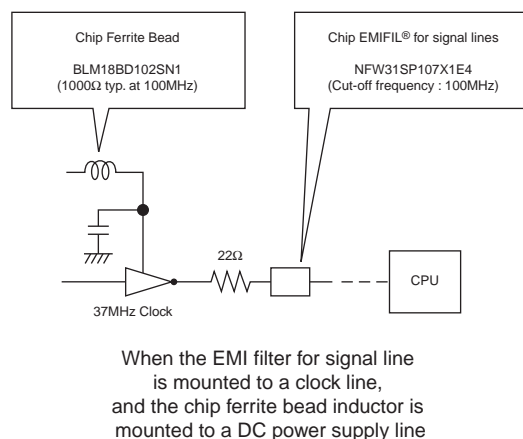 Chip Ferrite Bead
BLM18BD102SN1
(1000Ω typ. at 100MHz)
Chip EMIFIL® for signal lines
NFW31SP107X1E4
(Cut-off frequency : 100MHz)
22Ω
CPU
37MHz Clock
When the EMI filter for signal line
is mounted to a clock line,
and the chip ferrite bead inductor is
mounted to a DC power supply line